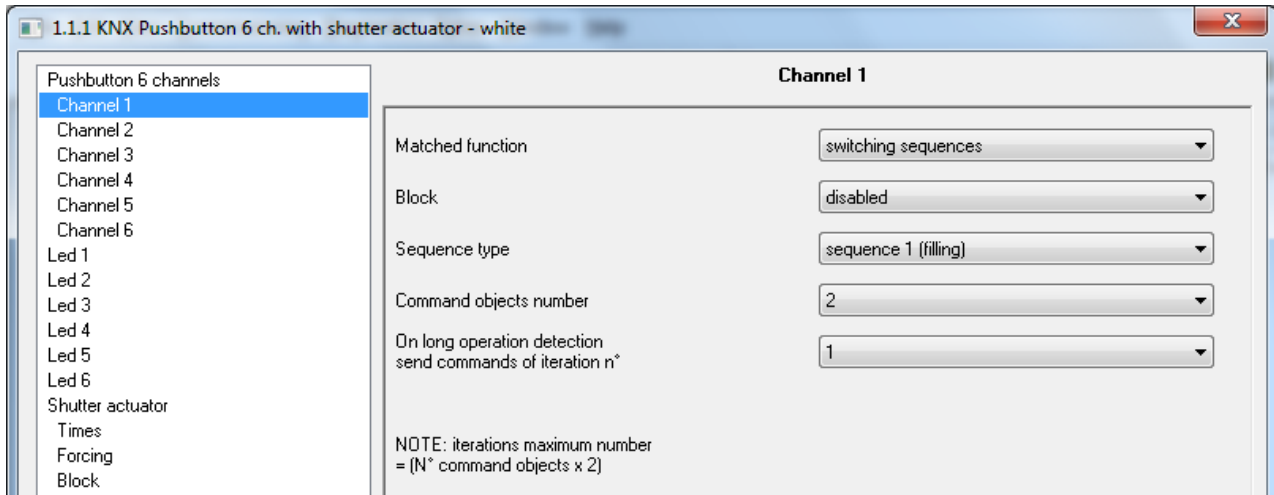 1.1.1 KNX Pushbutton 6 ch. with shutter actuator - white
Pushbutton 6 channels
Channel 1
Channel 2
Channel 3
Channel 4
Channel 5
Channel 6
Led 1
Led 2
Led 3
Led 4
Led 5
Led 6
Shutter actuator
Times
Forcing
Block
Channel 1
Matched function
switching sequences
Block
disabled
Sequence type
sequence 1 (filling)
Command objects number
2
On long operation detection
send commands of iteration n°
1
NOTE: iterations maximum number
= (N° command objects x 2)